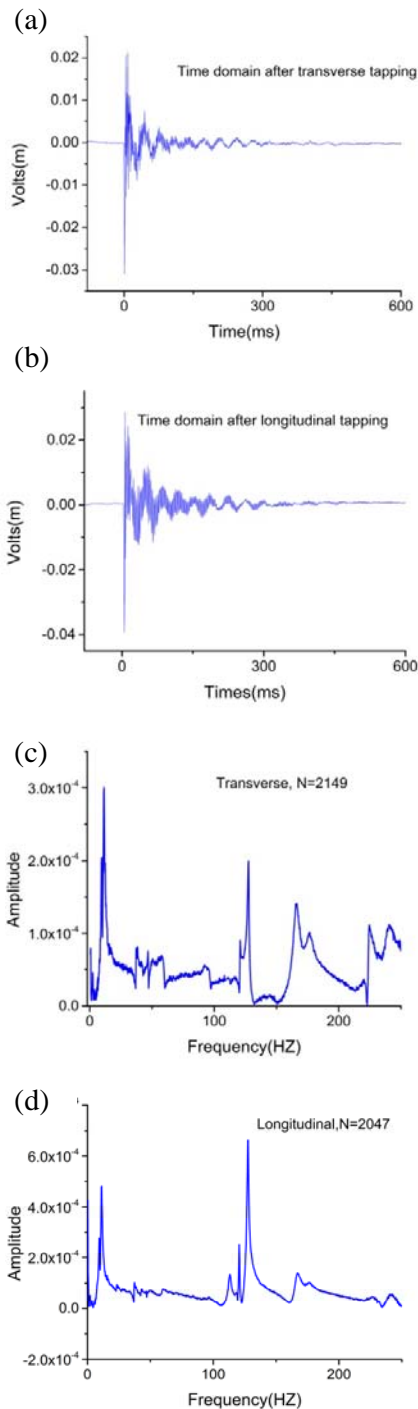 (a)
0.02
Time domain after transverse tapping
0.01
0.00
-0.01
-0.02
-0.03
Volts(m)
0
300
600
Time(ms)
(b)
0.02
Time domain after longitudinal tapping
0.00
-0.04
Volts(m)
0
300
600
Times(ms)
(c)
3.0x10⁻⁴
Transverse, N=2149
2.0x10⁻⁴
1.0x10⁻⁴
0.0
Amplitude
0
100
200
Frequency(HZ)
(d)
Longitudinal,N=2047
6.0x10⁻⁴
4.0x10⁻⁴
2.0x10⁻⁴
0.0
-2.0x10⁻⁴
Amplitude
0
100
200
Frequency(HZ)